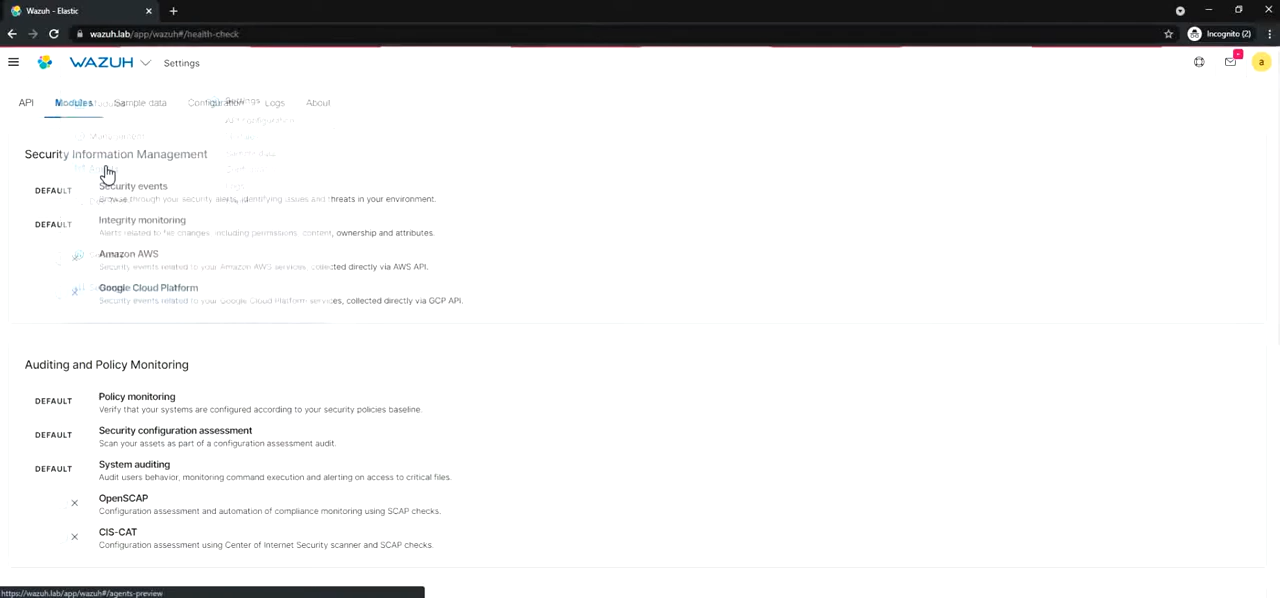 Wazuh - Elastic
wazuh.lab/app/wazuh#/health-check
Incognito (2)
WAZUH
Settings
a
API
Modules
Sample data
Configuration
Logs
About
Security Information Management
DEFAULT
Security events
Browse through your security alerts, identifying issues and threats in your environment.
DEFAULT
Integrity monitoring
Alerts related to file changes, including permissions, content, ownership and attributes.
Amazon AWS
Security events related to your Amazon AWS services, collected directly via AWS API.
Google Cloud Platform
Security events related to your Google Cloud Platform services, collected directly via GCP API.
Auditing and Policy Monitoring
DEFAULT
Policy monitoring
Verify that your systems are configured according to your security policies baseline.
DEFAULT
Security configuration assessment
Scan your assets as part of a configuration assessment audit.
DEFAULT
System auditing
Audit users behavior, monitoring command execution and alerting on access to critical files.
OpenSCAP
Configuration assessment and automation of compliance monitoring using SCAP checks.
CIS-CAT
Configuration assessment using Center of Internet Security scanner and SCAP checks.
https://wazuh.lab/app/wazuh#/agents-preview